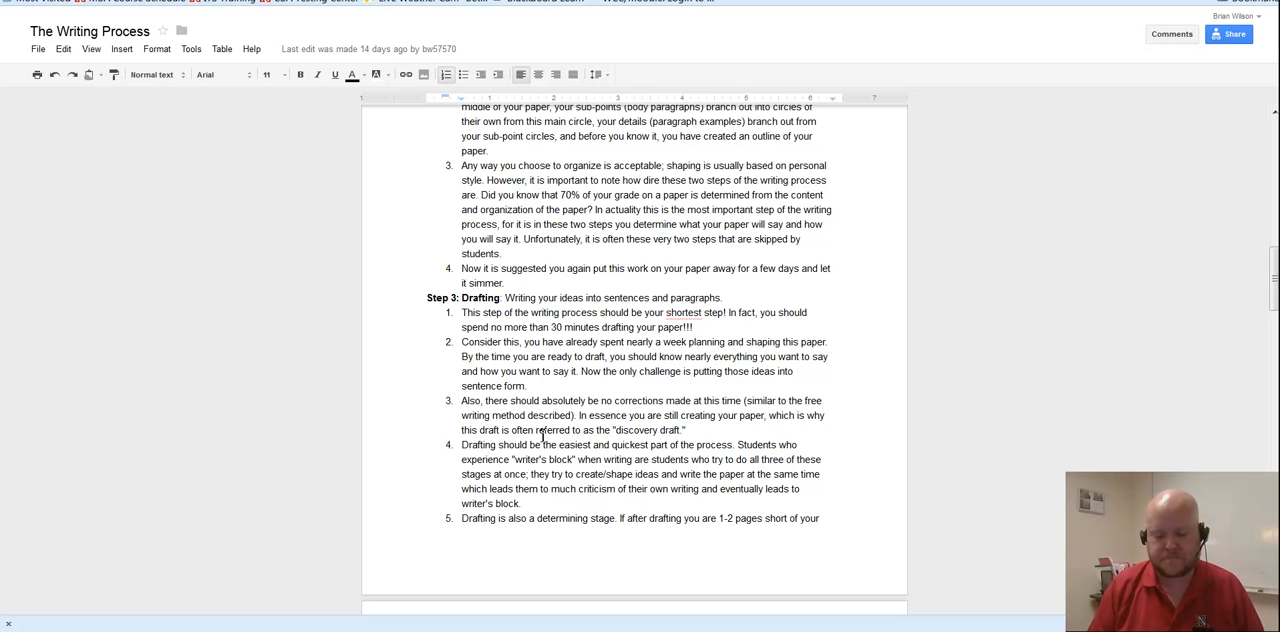 Brian Wilson
The Writing Process
File Edit View Insert Format Tools Table Help Last edit was made 14 days ago by bw57570
Comments Share
Normal text Arial 11 B I U A A
1 1 2 3 4 5 6 7
middle of your paper, your sub-points (body paragraphs) branch out into circles of
their own from this main circle, your details (paragraph examples) branch out from
your sub-point circles, and before you know it, you have created an outline of your
paper.
3. Any way you choose to organize is acceptable; shaping is usually based on personal
style. However, it is important to note how dire these two steps of the writing process
are. Did you know that 70% of your grade on a paper is determined from the content
and organization of the paper? In actuality this is the most important step of the writing
process, for it is in these two steps you determine what your paper will say and how
you will say it. Unfortunately, it is often these very two steps that are skipped by
students.
4. Now it is suggested you again put this work on your paper away for a few days and let
it simmer.
Step 3: Drafting: Writing your ideas into sentences and paragraphs.
1. This step of the writing process should be your shortest step! In fact, you should
spend no more than 30 minutes drafting your paper!!!
2. Consider this, you have already spent nearly a week planning and shaping this paper.
By the time you are ready to draft, you should know nearly everything you want to say
and how you want to say it. Now the only challenge is putting those ideas into
sentence form.
3. Also, there should absolutely be no corrections made at this time (similar to the free
writing method described). In essence you are still creating your paper, which is why
this draft is often referred to as the "discovery draft."
4. Drafting should be the easiest and quickest part of the process. Students who
experience "writer's block" when writing are students who try to do all three of these
stages at once; they try to create/shape ideas and write the paper at the same time
which leads them to much criticism of their own writing and eventually leads to
writer's block.
5. Drafting is also a determining stage. If after drafting you are 1-2 pages short of your
N